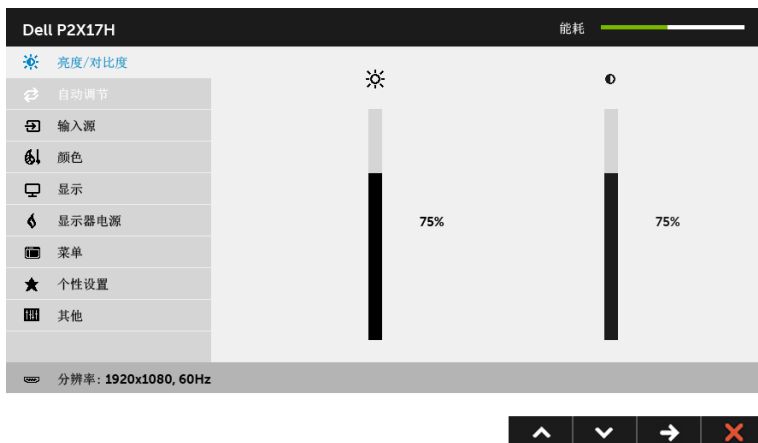 Dell P2X17H
能耗
亮度/对比度
自动调节
输入源
颜色
显示
显示器电源
菜单
个性设置
其他
75%
75%
分辨率: 1920x1080, 60Hz